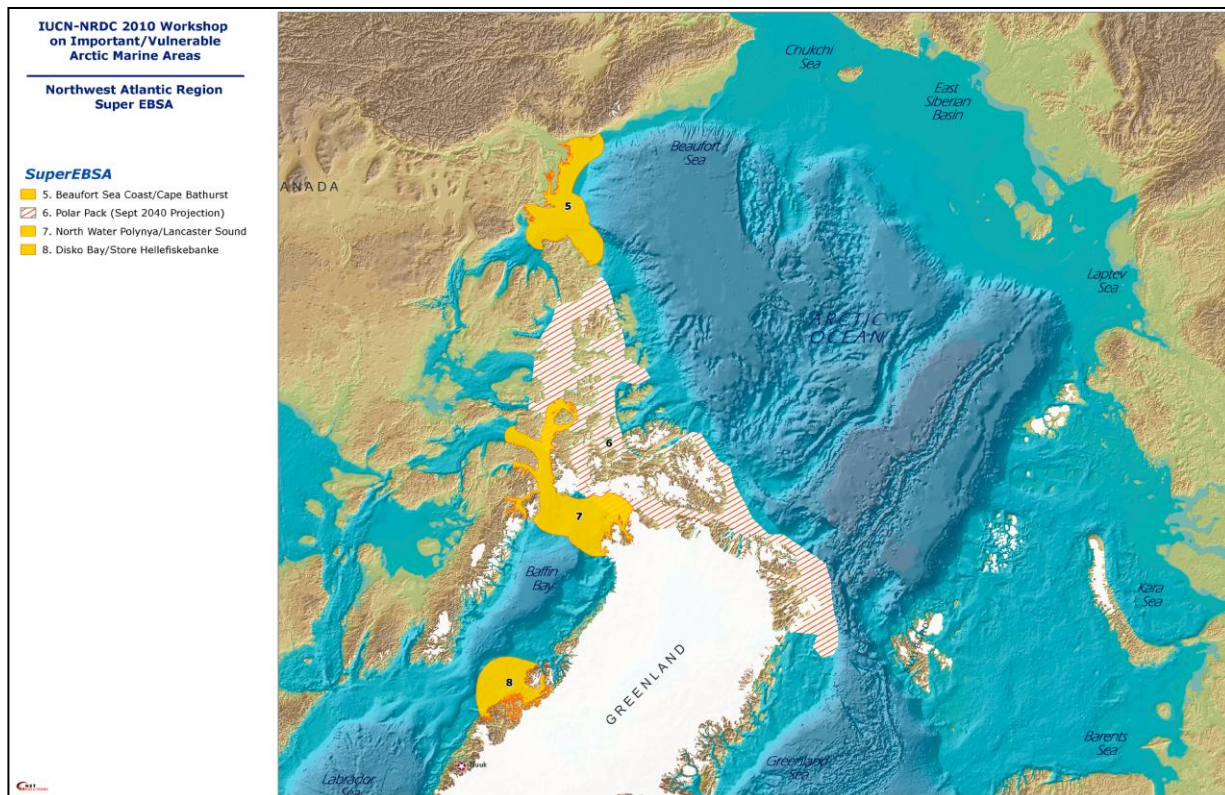 IUCN-NRDC 2010 Workshop
on Important/Vulnerable
Arctic Marine Areas
Northwest Atlantic Region
Super EBSA
SuperEBSA
5. Beaufort Sea Coast/Cape Bathurst
6. Polar Pack (Sept 2040 Projection)
7. North Water Polynya/Lancaster Sound
8. Disko Bay/Store Hellefiskebanke
Chukchi
Sea
East
Siberian
Basin
Beaufort
Sea
ANADA
5
Laptev
Sea
ARCTIC
OCEAN
6
7
Baffin
Bay
Kara
Sea
8
GREENLAND
Nuuk
Labrador
Sea
Greenland
Sea
Barents
Sea